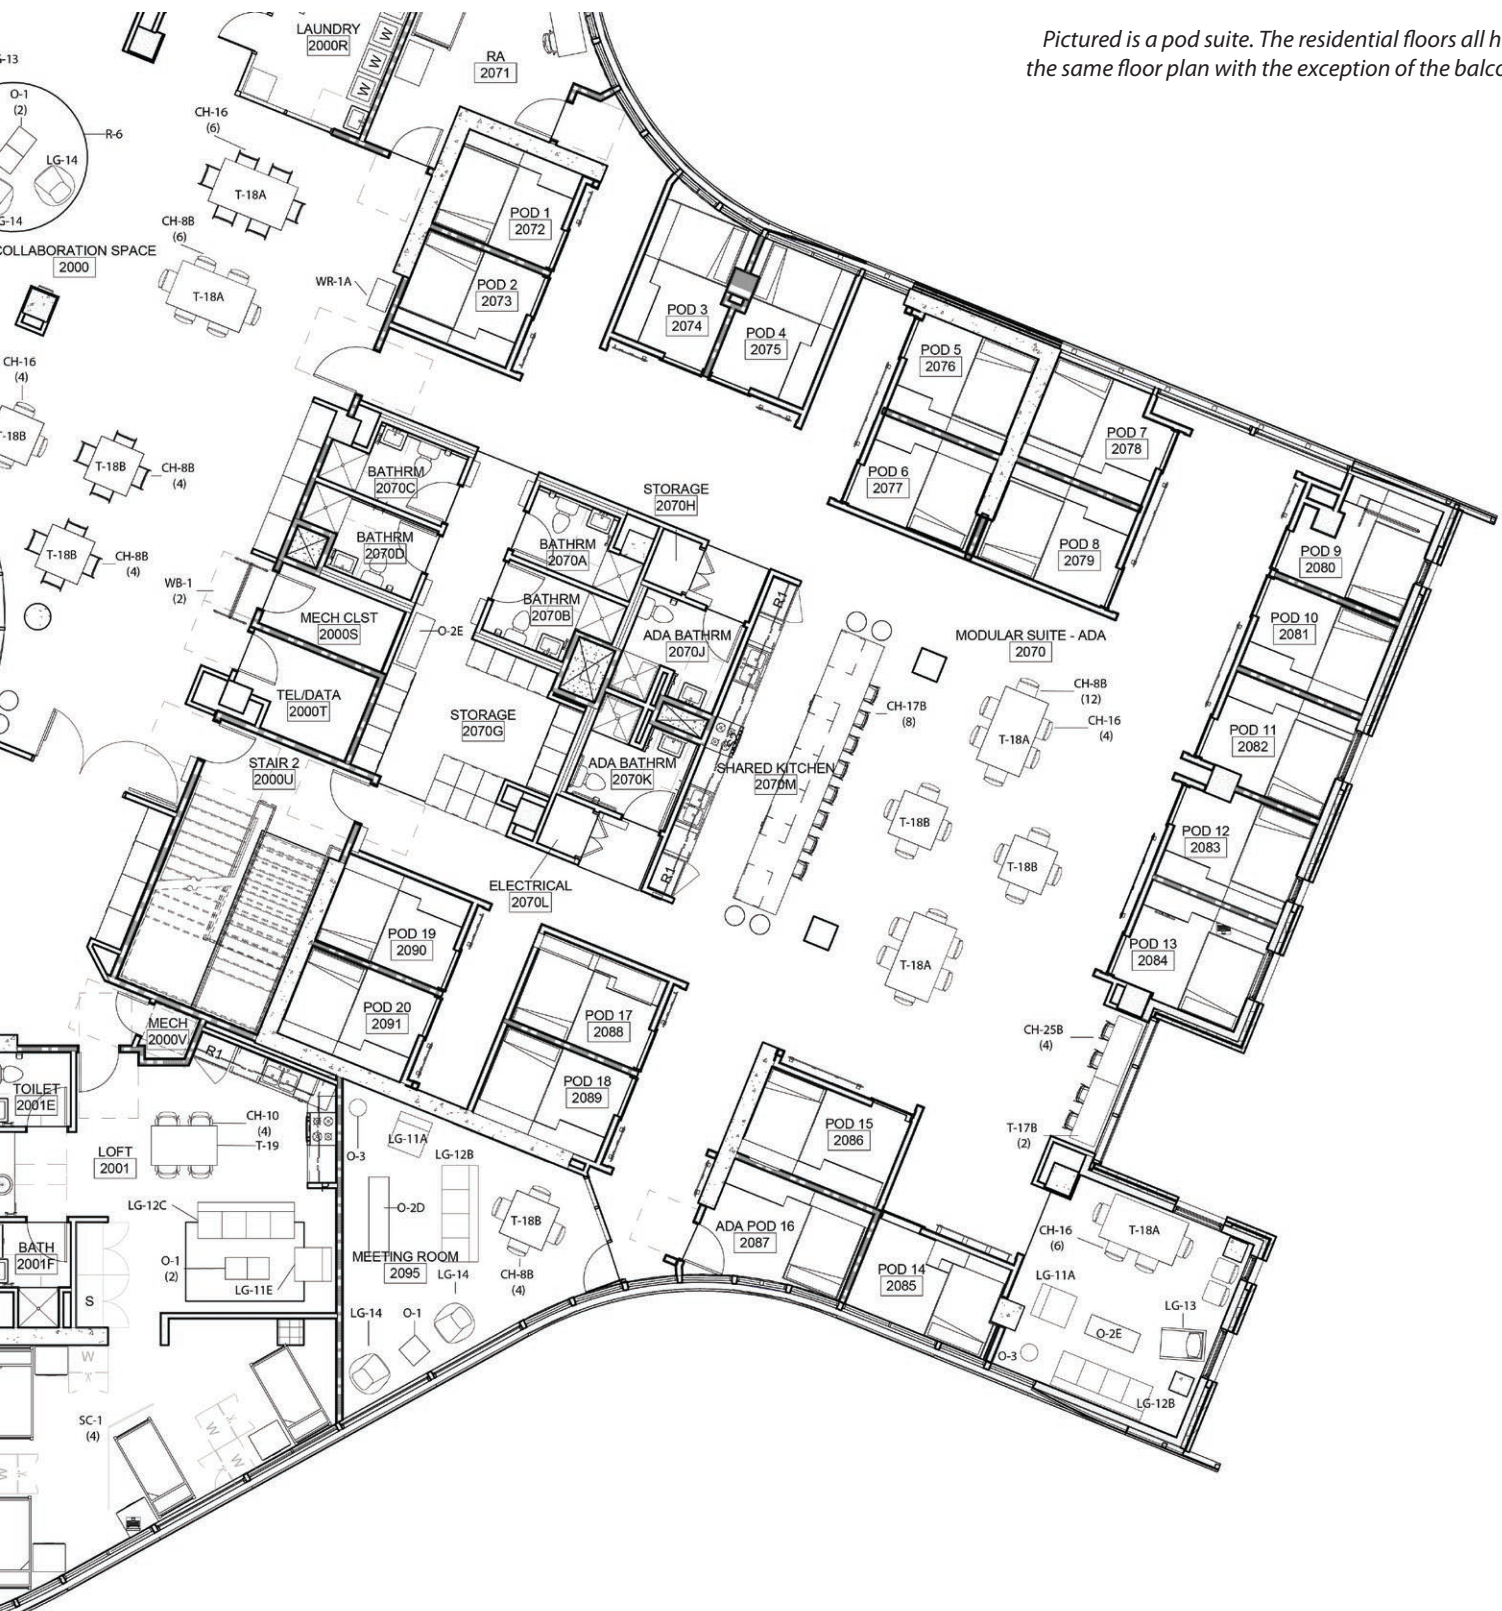 Pictured is a pod suite. The residential floors all h
the same floor plan with the exception of the balco
LAUNDRY
2000R
W
W
W
W
RA
2071
-13
O-1
(2)
R-6
LG-14
G-14
CH-16
(6)
T-18A
CH-8B
(6)
T-18A
COLLABORATION SPACE
2000
WR-1A
POD 1
2072
POD 2
2073
POD 3
2074
POD 4
2075
POD 5
2076
POD 6
2077
POD 7
2078
POD 8
2079
CH-16
(4)
T-18B
T-18B
CH-8B
(4)
T-18B
CH-8B
(4)
WB-1
(2)
BATHRM
2070C
BATHRM
2070D
STORAGE
2070H
BATHRM
2070A
BATHRM
2070B
MECH CLST
2000S
O-2E
ADA BATHRM
2070J
R1
TEL/DATA
2000T
STORAGE
2070G
STAIR 2
2000U
ADA BATHRM
2070K
SHARED KITCHEN
2070M
R1
ELECTRICAL
2070L
MODULAR SUITE - ADA
2070
CH-8B
(12)
CH-16
(4)
CH-17B
(8)
T-18A
T-18B
T-18B
T-18A
POD 9
2080
POD 10
2081
POD 11
2082
POD 12
2083
POD 13
2084
POD 19
2090
POD 20
2091
POD 17
2088
POD 18
2089
MECH
2000V
R1
TOILET
2001E
CH-10
(4)
T-19
LOFT
2001
O-3
LG-11A
LG-12B
LG-12C
O-2D
T-18B
BATH
2001F
O-1
(2)
LG-11E
MEETING ROOM
2095
LG-14
CH-8B
(4)
S
LG-14
O-1
POD 15
2086
ADA POD 16
2087
POD 14
2085
CH-25B
(4)
T-17B
(2)
CH-16
(6)
T-18A
LG-11A
LG-13
O-2E
O-3
LG-12B
W
SC-1
(4)
W
W
W